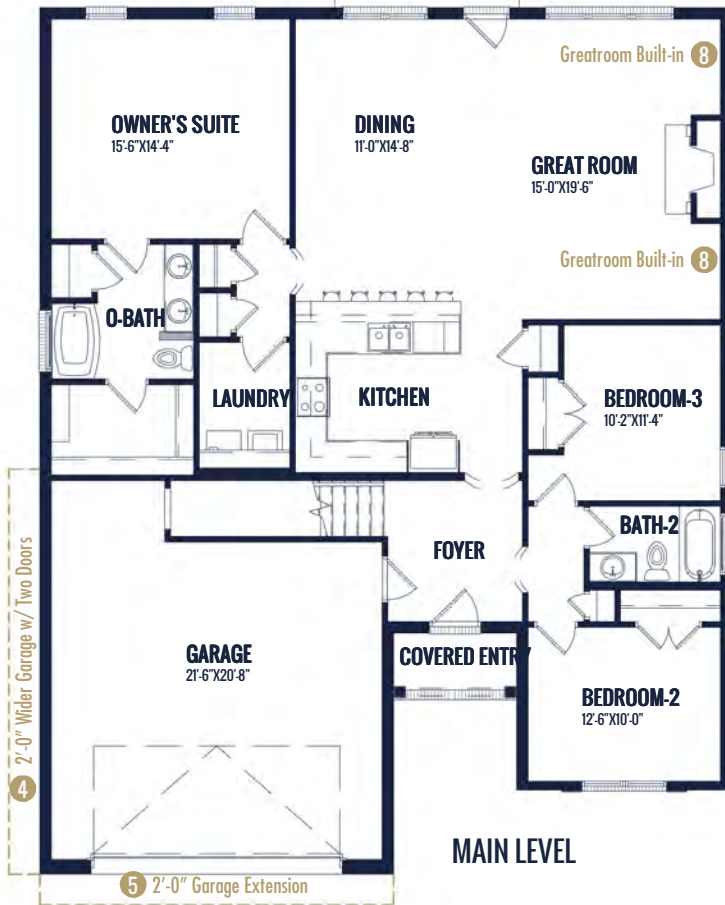 Greatroom Built-in 8
OWNER'S SUITE
15'-6"X14'-4"
DINING
11'-0"X14'-8"
GREAT ROOM
15'-0"X19'-6"
Greatroom Built-in 8
O-BATH
LAUNDRY
KITCHEN
BEDROOM-3
10'-2"X11'-4"
BATH-2
FOYER
2'-0" Wider Garage w/ Two Doors
4
GARAGE
21'-6"X20'-8"
COVERED ENTRY
BEDROOM-2
12'-6"X10'-0"
MAIN LEVEL
5 2'-0" Garage Extension